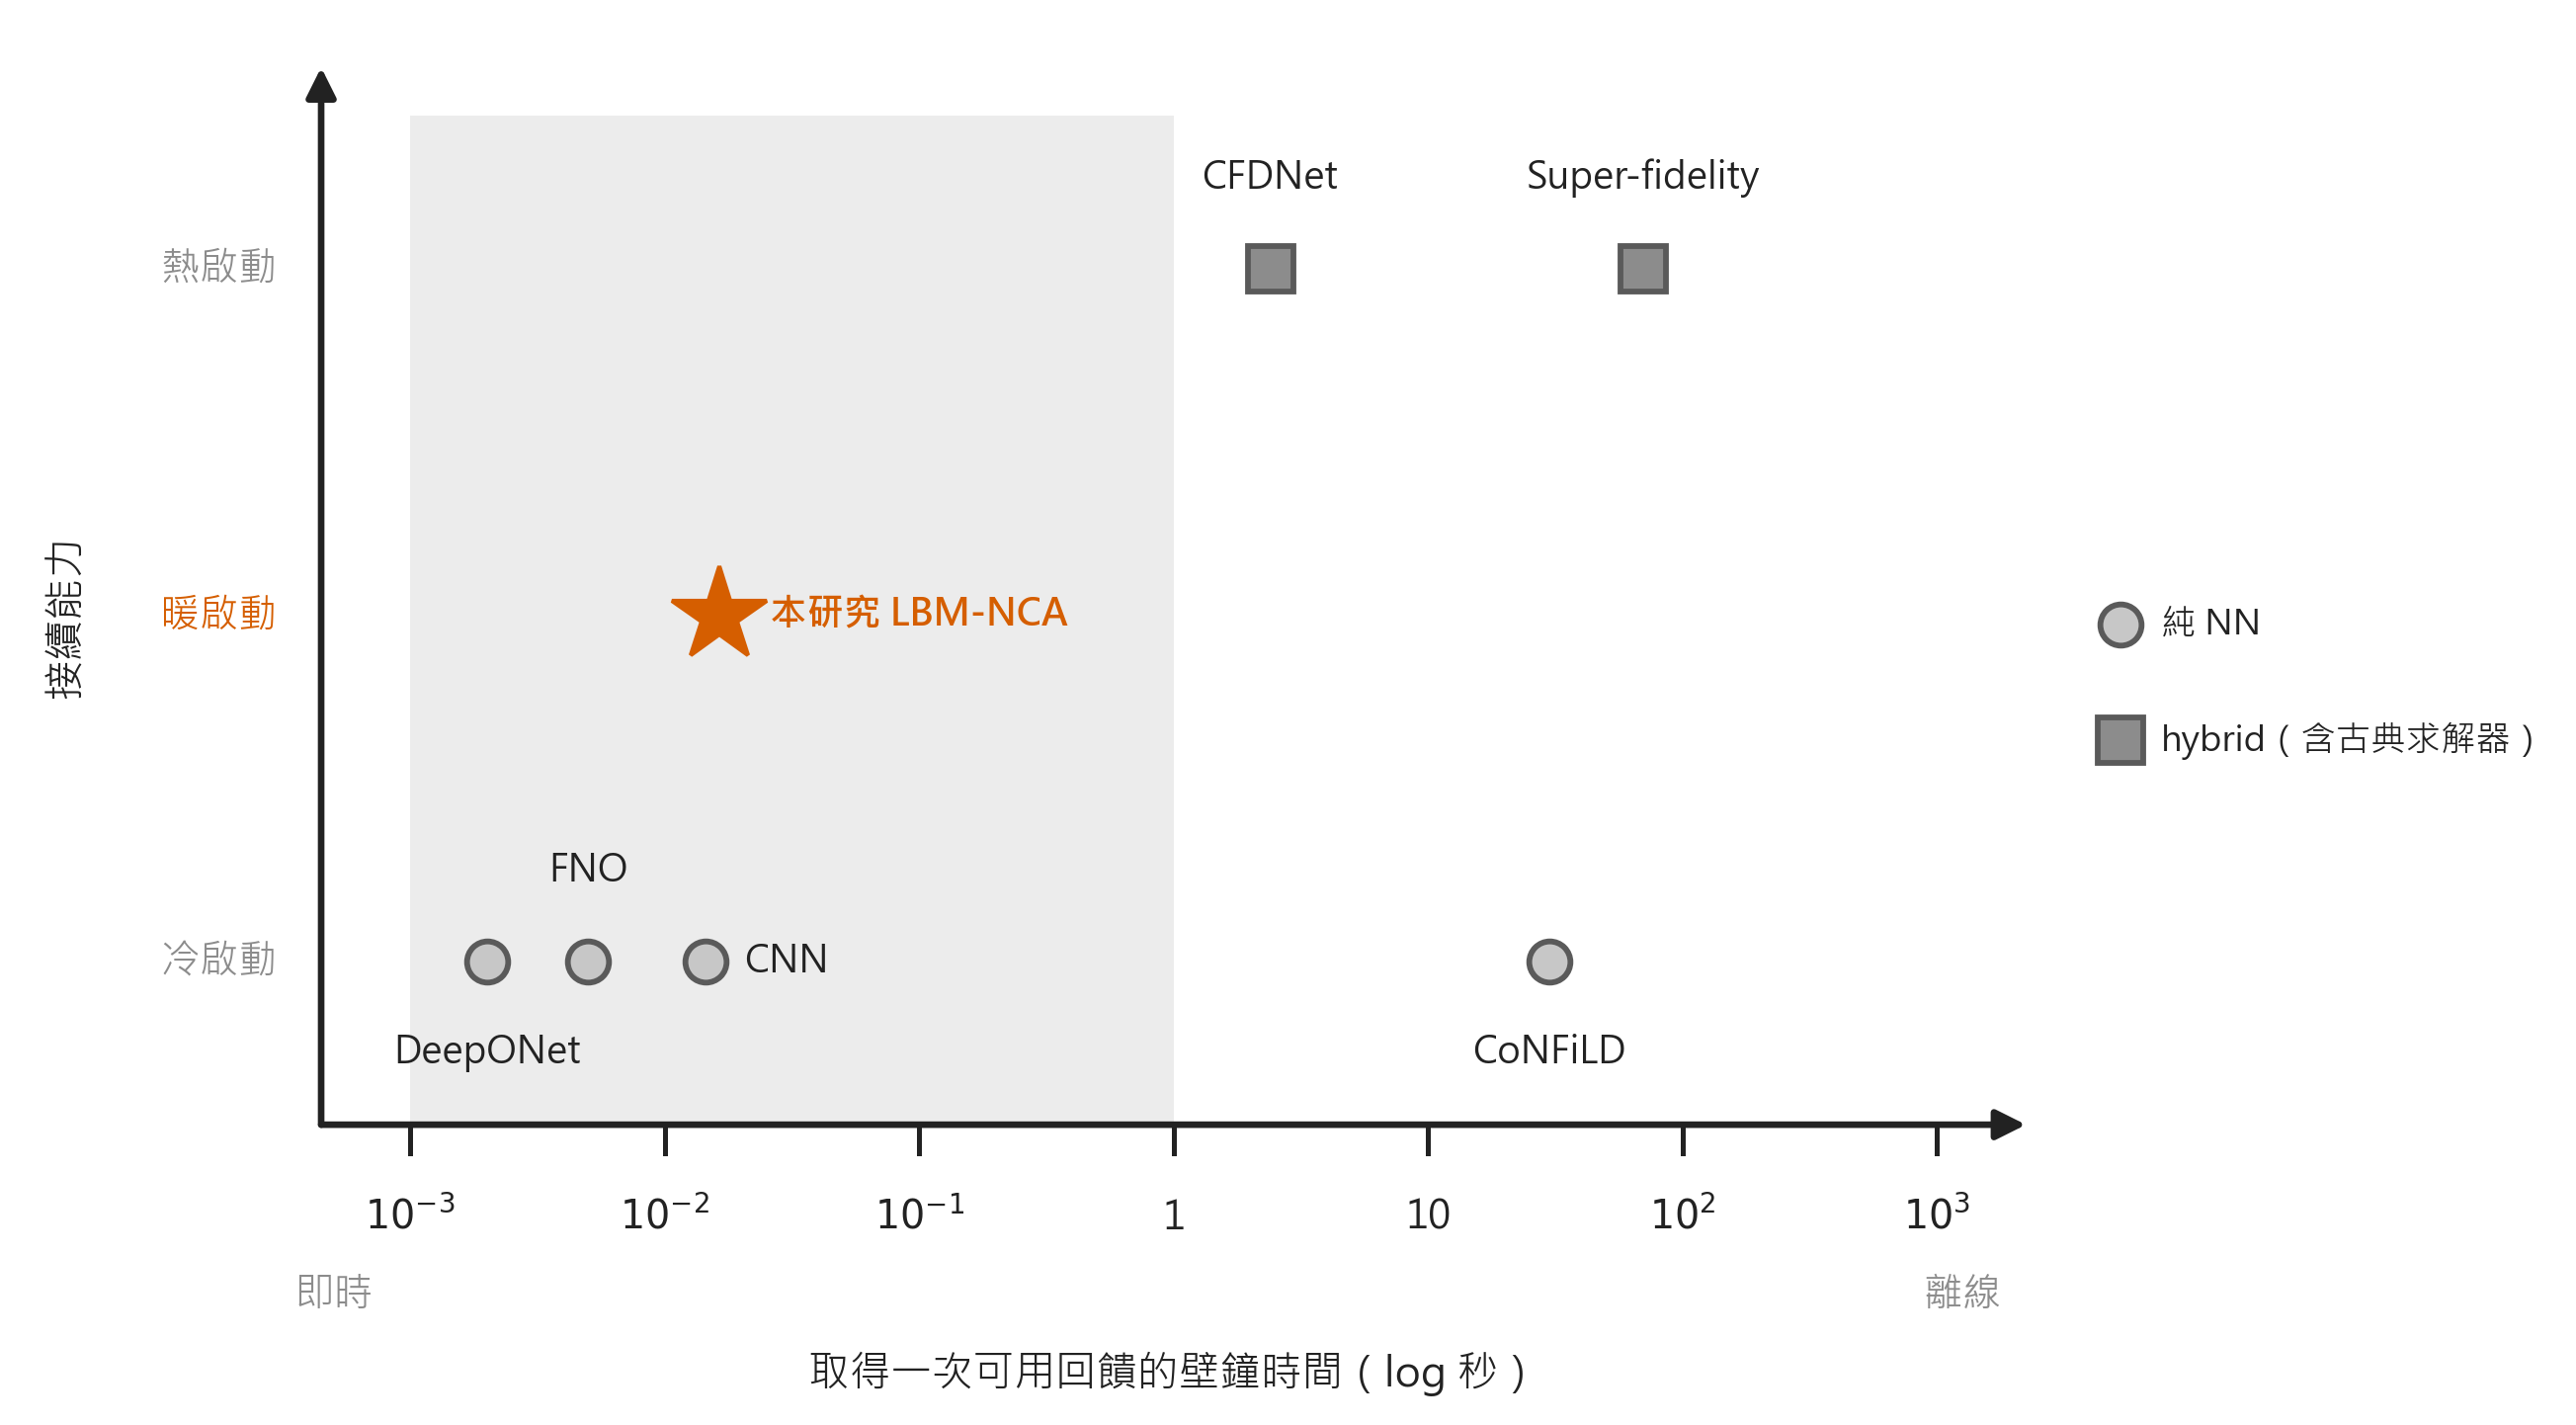 CFDNet
Super-fidelity
熱啟動
接續能力
暖啟動
本研究 LBM-NCA
純 NN
hybrid（含古典求解器）
FNO
冷啟動
CNN
DeepONet
CoNFiLD
10⁻³
10⁻²
10⁻¹
1
10
10²
10³
即時
離線
取得一次可用回饋的壁鐘時間（log 秒）